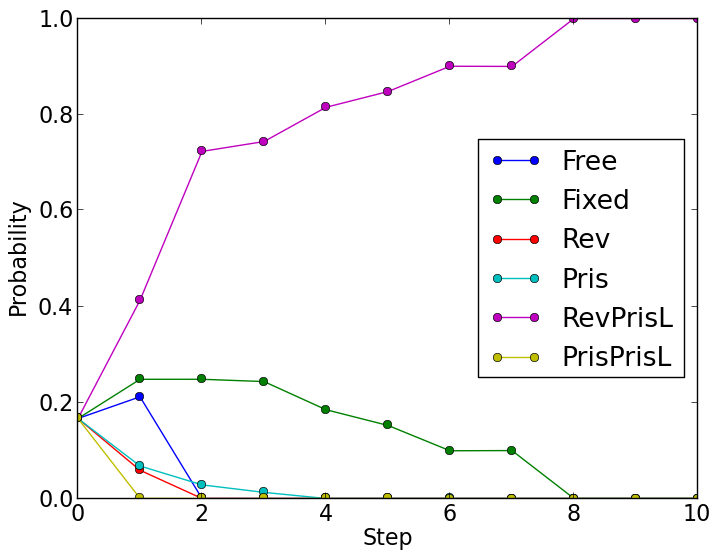 1.0
0.8
0.6
0.4
0.2
0.0
Probability
0 2 4 6 8 10
Step
Free
Fixed
Rev
Pris
RevPrisL
PrisPrisL